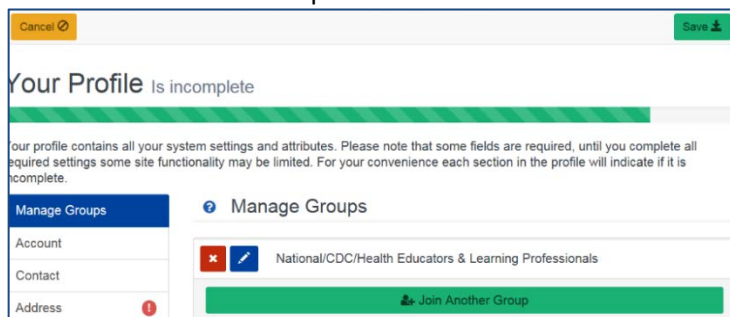 Cancel
Save
Your Profile Is incomplete
Your profile contains all your system settings and attributes. Please note that some fields are required, until you complete all
required settings some site functionality may be limited. For your convenience each section in the profile will indicate if it is
incomplete.
Manage Groups
Manage Groups
Account
National/CDC/Health Educators & Learning Professionals
Contact
Join Another Group
Address